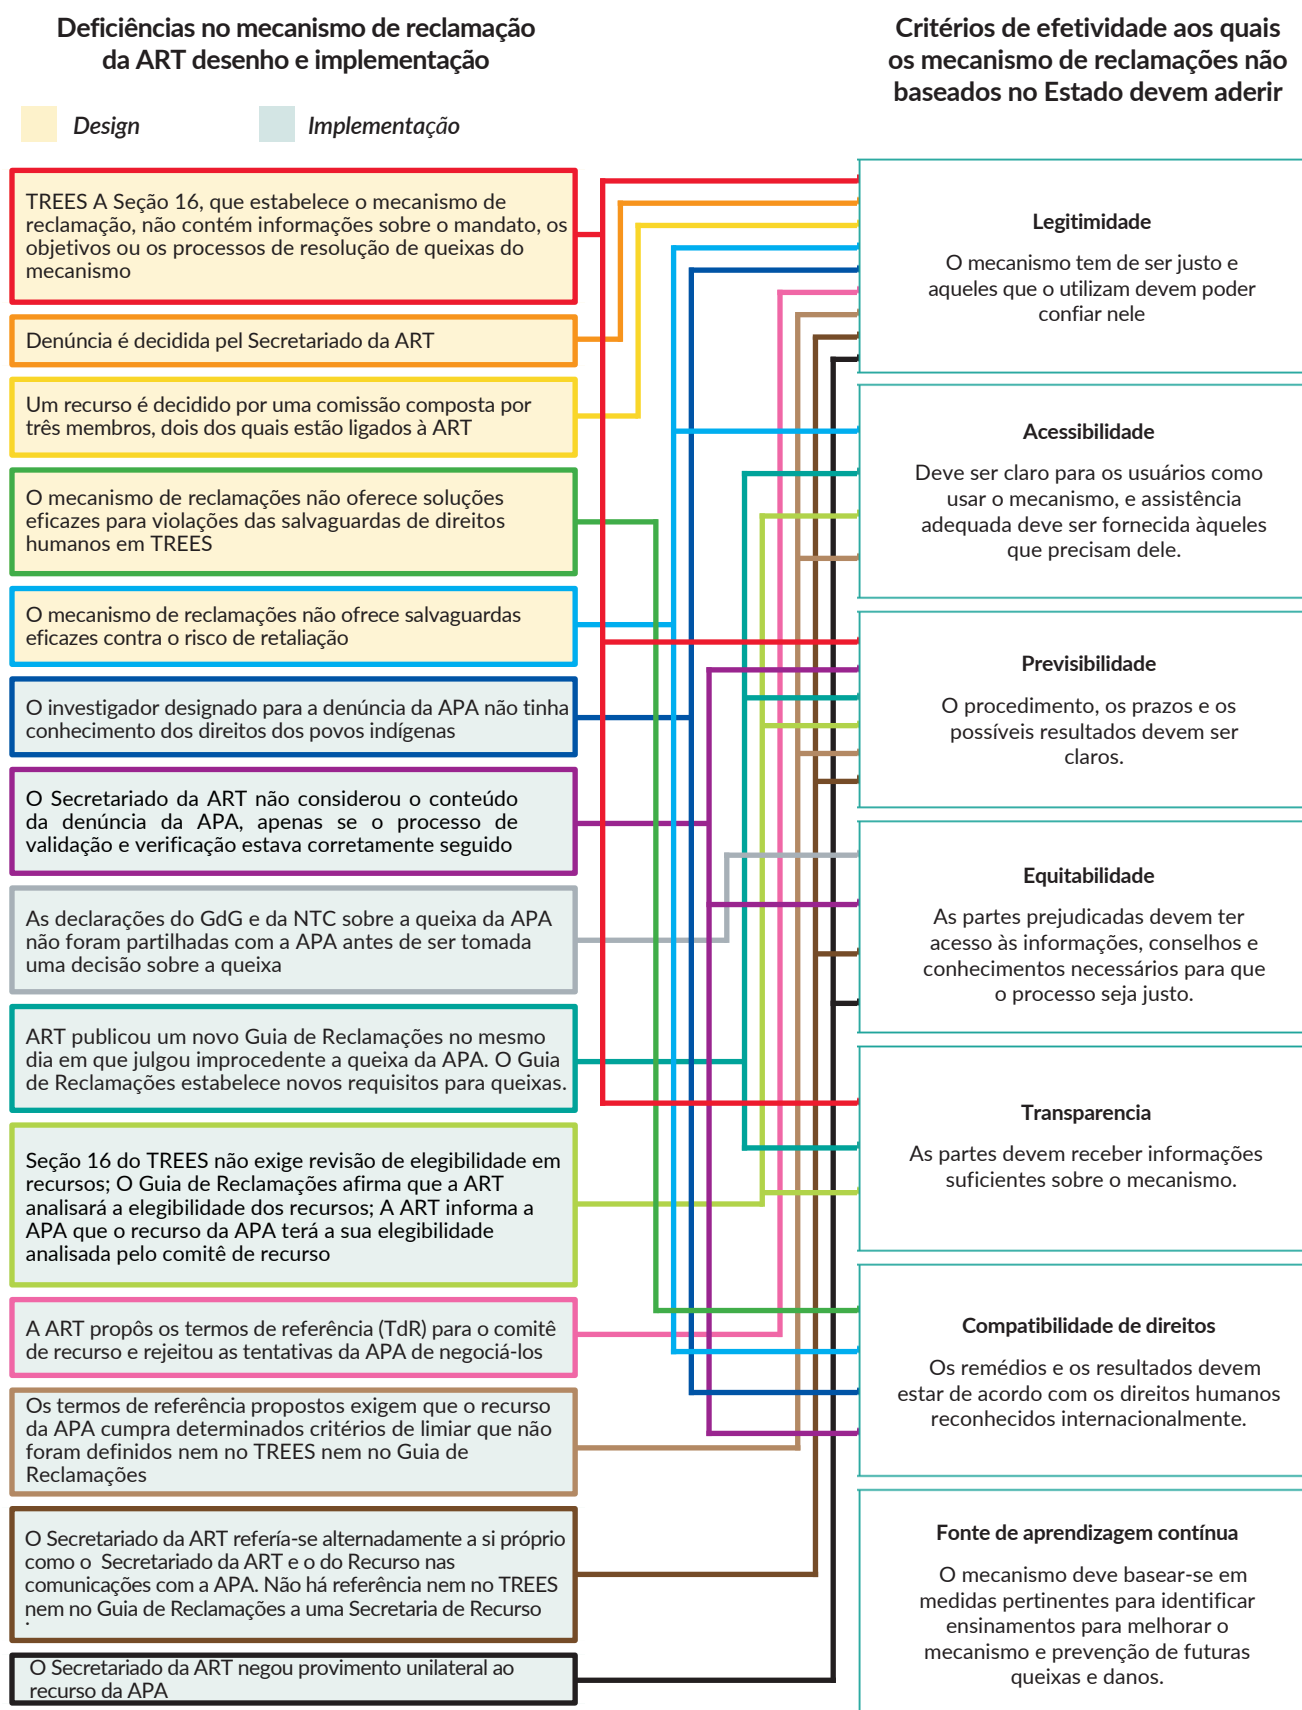 Deficiências no mecanismo de reclamação
da ART desenho e implementação
Design
Implementação
TREES A Seção 16, que estabelece o mecanismo de
reclamação, não contém informações sobre o mandato, os
objetivos ou os processos de resolução de queixas do
mecanismo
Denúncia é decidida pel Secretariado da ART
Um recurso é decidido por uma comissão composta por
três membros, dois dos quais estão ligados à ART
O mecanismo de reclamações não oferece soluções
eficazes para violações das salvaguardas de direitos
humanos em TREES
O mecanismo de reclamações não ofrece salvaguardas
eficazes contra o risco de retaliação
O investigador designado para a denúncia da APA não tinha
conhecimento dos direitos dos povos indígenas
O Secretariado da ART não considerou o conteúdo
da denúncia da APA, apenas se o processo de
validação e verificação estava corretamente seguido
As declarações do GdG e da NTC sobre a queixa da APA
não foram partilhadas com a APA antes de ser tomada
uma decisão sobre a queixa
ART publicou um novo Guia de Reclamações no mesmo
dia em que julgou improcedente a queixa da APA. O Guia
de Reclamações estabelece novos requisitos para queixas.
Seção 16 do TREES não exige revisão de elegibilidade em
recursos; O Guia de Reclamações afirma que a ART
analisará a elegibilidade dos recursos; A ART informa a
APA que o recurso da APA terá a sua elegibilidade
analisada pelo comitê de recurso
A ART propôs os termos de referência (TdR) para o comitê
de recurso e rejeitou as tentativas da APA de negociá-los
Os termos de referência propostos exigem que o recurso
da APA cumpra determinados critérios de limiar que não
foram definidos nem no TREES nem no Guia de
Reclamações
O Secretariado da ART refería-se alternadamente a si próprio
como o Secretariado da ART e o do Recurso nas
comunicações com a APA. Não há referência nem no TREES
nem no Guia de Reclamações a uma Secretaria de Recurso
.
O Secretariado da ART negou provimento unilateral ao
recurso da APA
Critérios de efetividade aos quais
os mecanismo de reclamações não
baseados no Estado devem aderir
Legitimidade
O mecanismo tem de ser justo e
aqueles que o utilizam devem poder
confiar nele
Acessibilidade
Deve ser claro para os usuários como
usar o mecanismo, e assistência
adequada deve ser fornecida àqueles
que precisam dele.
Previsibilidade
O procedimento, os prazos e os
possíveis resultados devem ser
claros.
Equitabilidade
As partes prejudicadas devem ter
acesso às informações, conselhos e
conhecimentos necessários para que
o processo seja justo.
Transparencia
As partes devem receber informações
suficientes sobre o mecanismo.
Compatibilidade de direitos
Os remédios e os resultados devem
estar de acordo com os direitos humanos
reconhecidos internacionalmente.
Fonte de aprendizagem contínua
O mecanismo deve basear-se em
medidas pertinentes para identificar
ensinamentos para melhorar o
mecanismo e prevenção de futuras
queixas e danos.